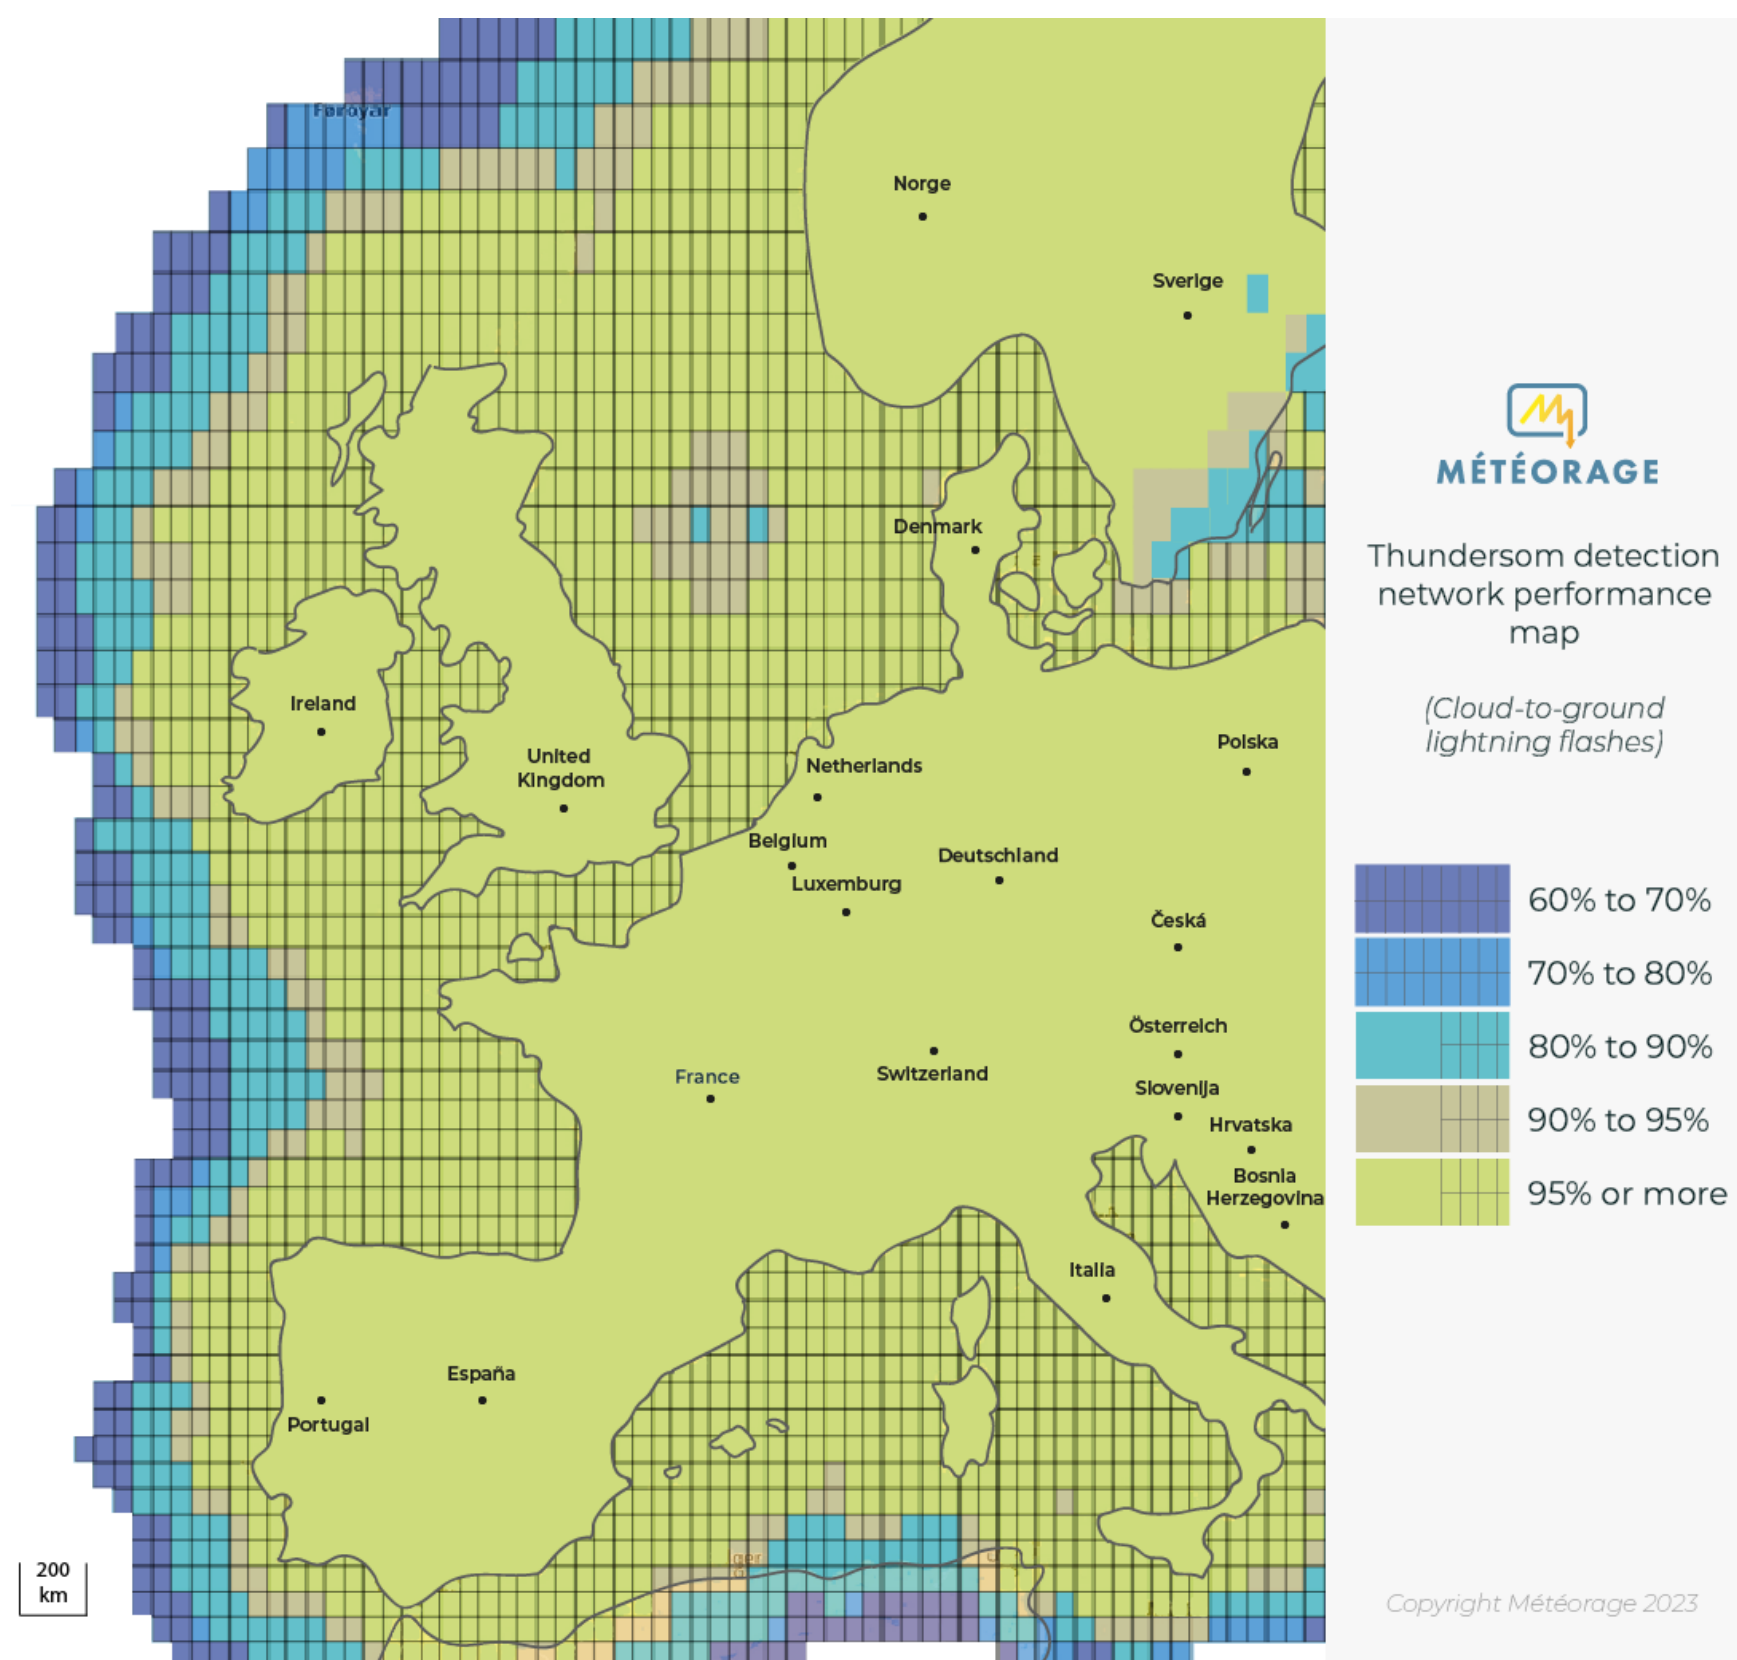 Føroyar
Norge
Sverige
Denmark
Ireland
United
Kingdom
Netherlands
Polska
Belgium
Luxemburg
Deutschland
Česká
Österreich
France
Switzerland
Slovenija
Hrvatska
Bosnia
Herzegovina
Italia
España
Portugal
200
km
MÉTÉORAGE
Thundersom detection
network performance
map
(Cloud-to-ground
lightning flashes)
60% to 70%
70% to 80%
80% to 90%
90% to 95%
95% or more
Copyright Météorage 2023